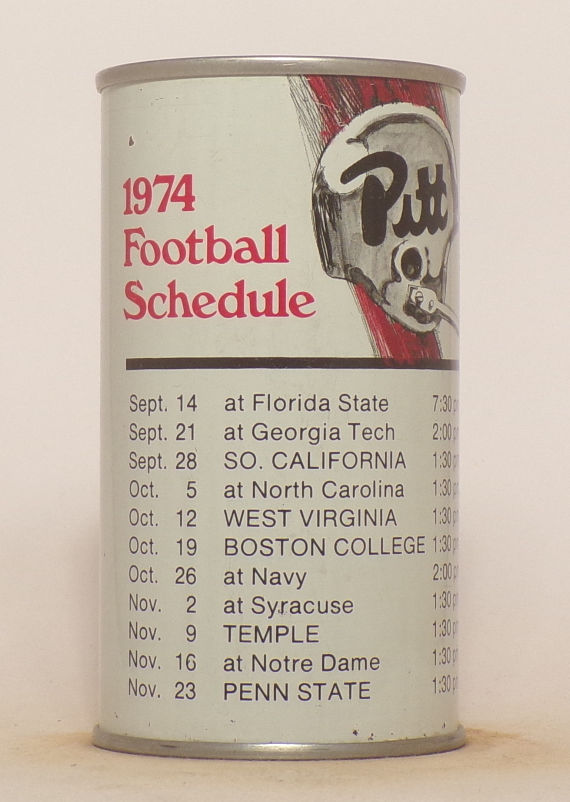 1974
Football
Schedule
Pitt
Sept. 14 at Florida State 7:30 p
Sept. 21 at Georgia Tech 2:00 p
Sept. 28 SO. CALIFORNIA 1:30 p
Oct. 5 at North Carolina 1:30 p
Oct. 12 WEST VIRGINIA 1:30 p
Oct. 19 BOSTON COLLEGE 1:30 p
Oct. 26 at Navy 2:00 p
Nov. 2 at Syracuse 1:30 p
Nov. 9 TEMPLE 1:30 p
Nov. 16 at Notre Dame 1:30 p
Nov. 23 PENN STATE 1:30 p